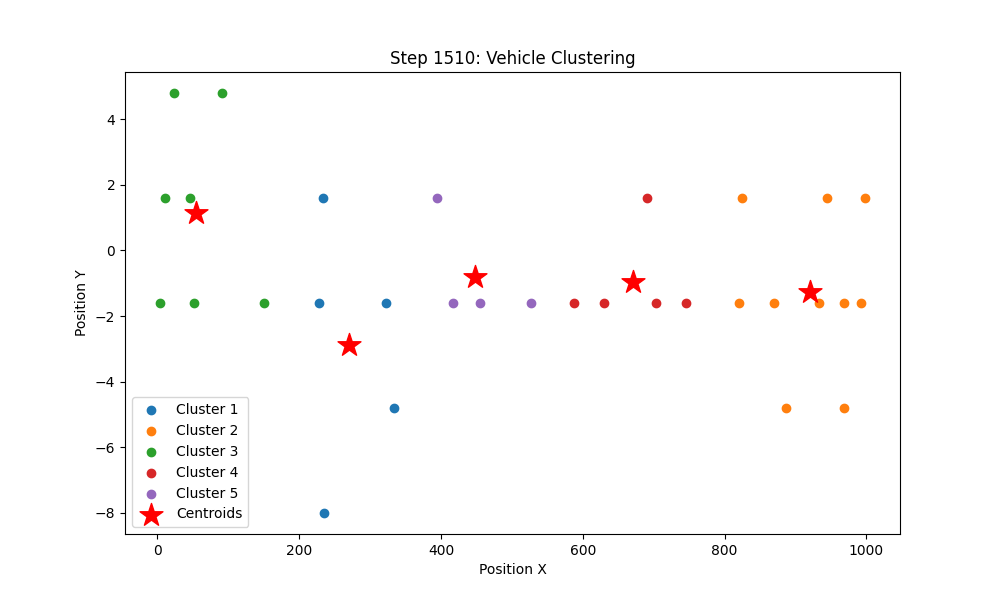 Step 1510: Vehicle Clustering
Position Y
4
2
0
−2
−4
−6
−8
Cluster 1
Cluster 2
Cluster 3
Cluster 4
Cluster 5
Centroids
0 200 400 600 800 1000
Position X